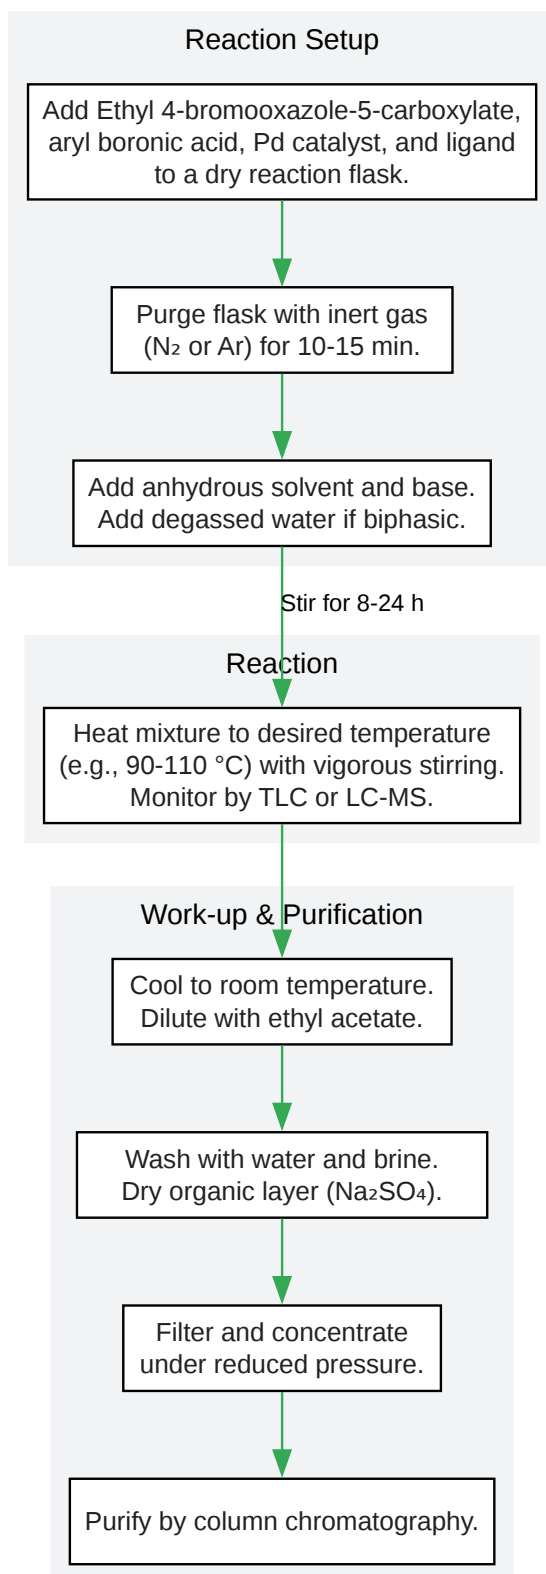 Reaction Setup
Add Ethyl 4-bromooxazole-5-carboxylate,
aryl boronic acid, Pd catalyst, and ligand
to a dry reaction flask.
Purge flask with inert gas
(N₂ or Ar) for 10-15 min.
Add anhydrous solvent and base.
Add degassed water if biphasic.
Stir for 8-24 h
Reaction
Heat mixture to desired temperature
(e.g., 90-110 °C) with vigorous stirring.
Monitor by TLC or LC-MS.
Work-up & Purification
Cool to room temperature.
Dilute with ethyl acetate.
Wash with water and brine.
Dry organic layer (Na₂SO₄).
Filter and concentrate
under reduced pressure.
Purify by column chromatography.